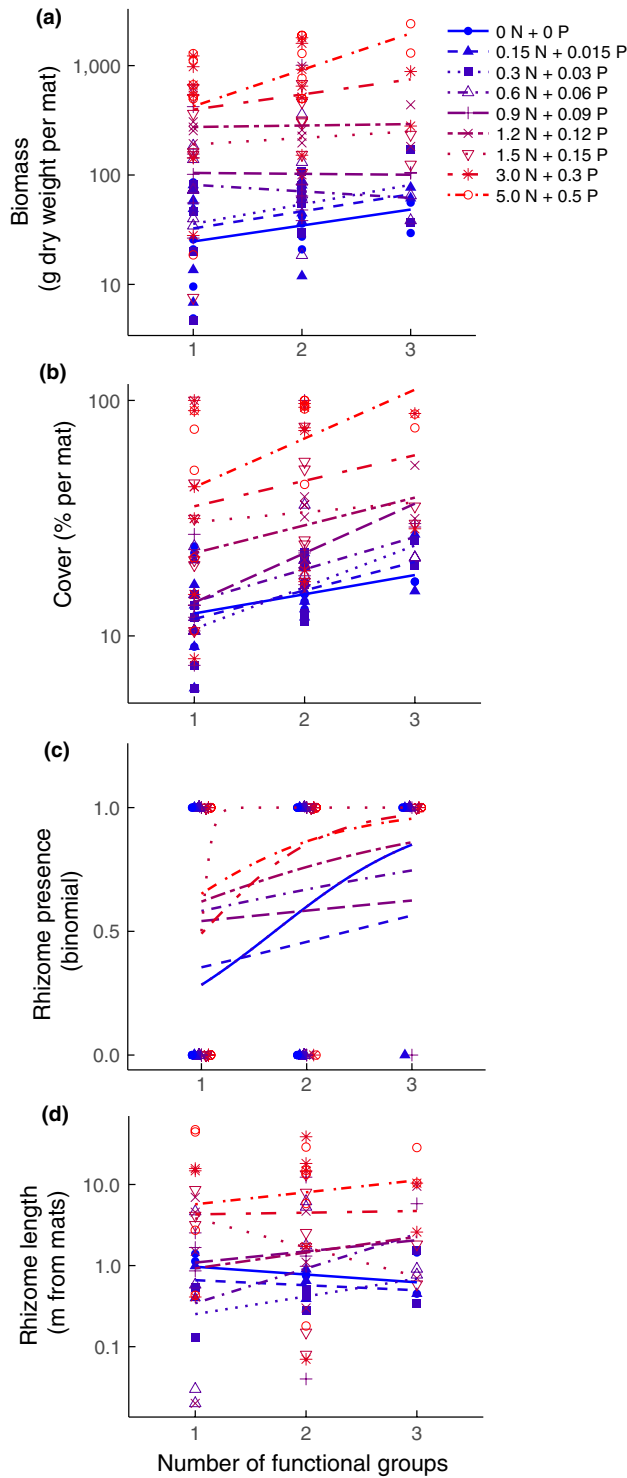 (a)
1,000
100
10
Biomass
(g dry weight per mat)
1
2
3
0 N + 0 P
0.15 N + 0.015 P
0.3 N + 0.03 P
0.6 N + 0.06 P
0.9 N + 0.09 P
1.2 N + 0.12 P
1.5 N + 0.15 P
3.0 N + 0.3 P
5.0 N + 0.5 P
(b)
100
10
Cover (% per mat)
1
2
3
(c)
1.0
0.5
0.0
Rhizome presence
(binomial)
1
2
3
(d)
10.0
1.0
0.1
Rhizome length
(m from mats)
1
2
3
Number of functional groups